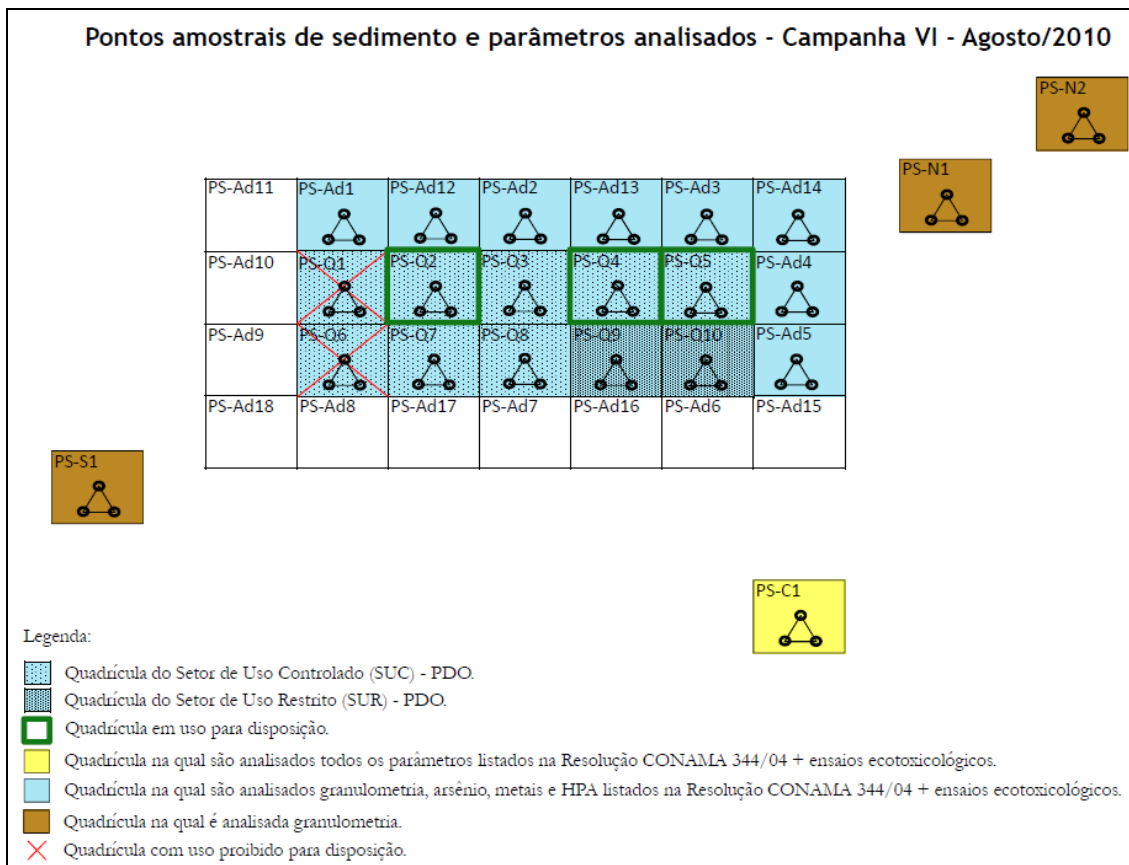 Pontos amostrais de sedimento e parâmetros analisados - Campanha VI - Agosto/2010
PS-N2
PS-N1
PS-Ad11 PS-Ad1 PS-Ad12 PS-Ad2 PS-Ad13 PS-Ad3 PS-Ad14
PS-Ad10 PS-Q1 PS-Q2 PS-Q3 PS-Q4 PS-Q5 PS-Ad4
PS-Ad9 PS-Q6 PS-Q7 PS-Q8 PS-Q9 PS-Q10 PS-Ad5
PS-Ad18 PS-Ad8 PS-Ad17 PS-Ad7 PS-Ad16 PS-Ad6 PS-Ad15
PS-S1
PS-C1
Legenda:
Quadrícula do Setor de Uso Controlado (SUC) - PDO.
Quadrícula do Setor de Uso Restrito (SUR) - PDO.
Quadrícula em uso para disposição.
Quadrícula na qual são analisados todos os parâmetros listados na Resolução CONAMA 344/04 + ensaios ecotoxicológicos.
Quadrícula na qual são analisados granulometria, arsênio, metais e HPA listados na Resolução CONAMA 344/04 + ensaios ecotoxicológicos.
Quadrícula na qual é analisada granulometria.
Quadrícula com uso proibido para disposição.